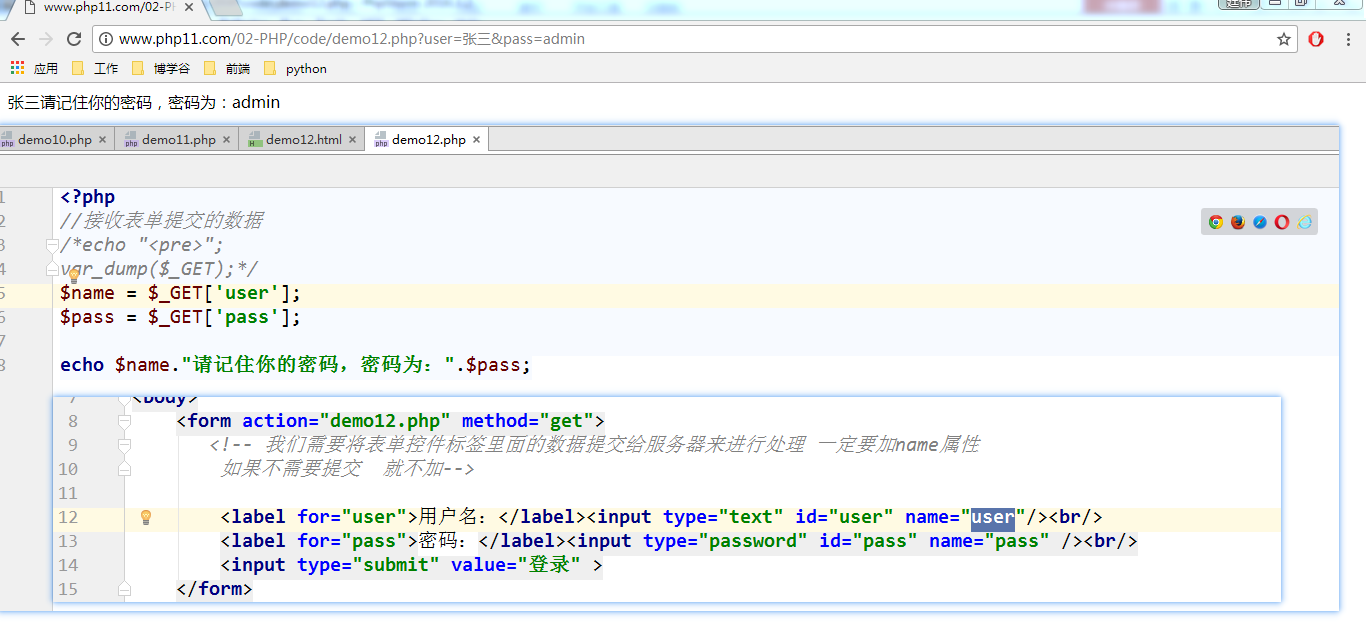 www.php11.com/02-PH
www.php11.com/02-PHP/code/demo12.php?user=张三&pass=admin
应用 工作 博学谷 前端 python
张三请记住你的密码，密码为：admin
demo10.php demo11.php demo12.html demo12.php
1 <?php
2 //接收表单提交的数据
3 /*echo "<pre>";
4 var_dump($_GET);*/
5 $name = $_GET['user'];
6 $pass = $_GET['pass'];
7
8 echo $name."请记住你的密码，密码为：".$pass;
7 <body>
8 <form action="demo12.php" method="get">
9 <!-- 我们需要将表单控件标签里面的数据提交给服务器来进行处理 一定要加name属性
10 如果不需要提交 就不加-->
11
12 <label for="user">用户名：</label><input type="text" id="user" name="user"/><br/>
13 <label for="pass">密码：</label><input type="password" id="pass" name="pass" /><br/>
14 <input type="submit" value="登录" >
15 </form>